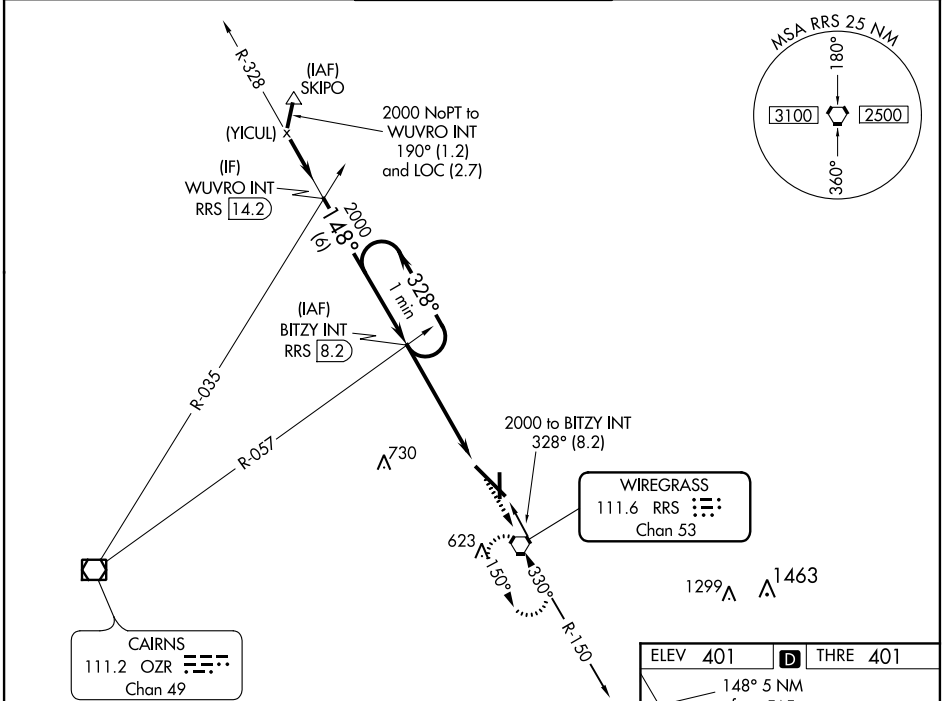 MSA RRS 25 NM
180°
3100
2500
360°
R-328
(IAF)
SKIPO
(YICUL)
2000 NoPT to
WUVRO INT
190° (1.2)
and LOC (2.7)
(IF)
WUVRO INT
RRS 14.2
2000
148°
(6)
328°
1 min
(IAF)
BITZY INT
RRS 8.2
R-035
R-057
730
2000 to BITZY INT
328° (8.2)
WIREGRASS
111.6 RRS
Chan 53
623
150°
330°
R-150
1299
1463
CAIRNS
111.2 OZR
Chan 49
ELEV 401 D THRE 401
148° 5 NM